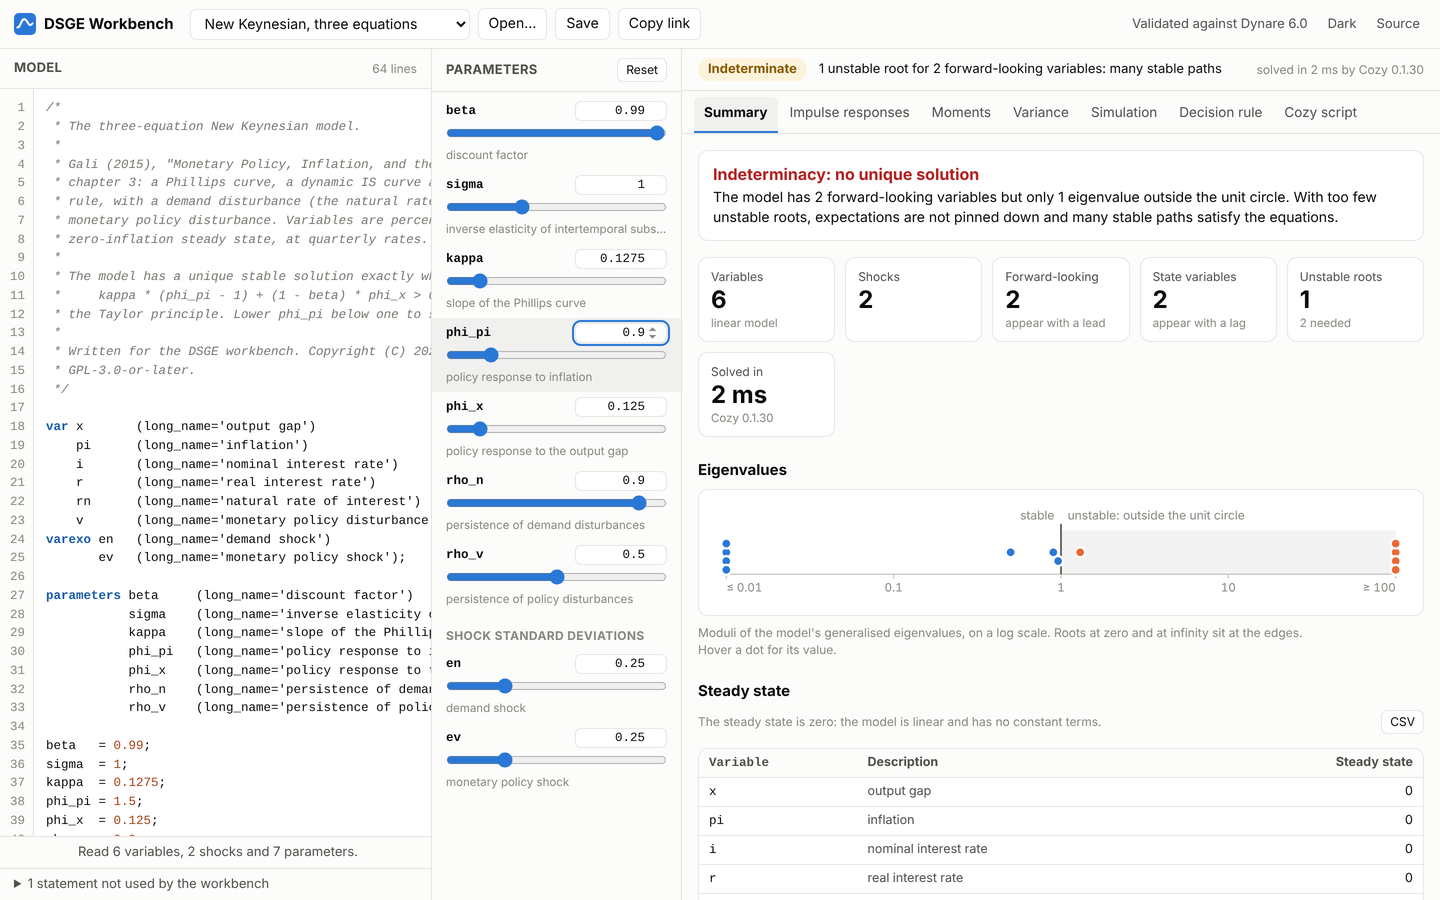 DSGE Workbench
New Keynesian, three equations
Open...
Save
Copy link
Validated against Dynare 6.0
Dark
Source
MODEL
64 lines
1 /*
2 * The three-equation New Keynesian model.
3 *
4 * Gali (2015), "Monetary Policy, Inflation, and the
5 * chapter 3: a Phillips curve, a dynamic IS curve a
6 * rule, with a demand disturbance (the natural rate
7 * monetary policy disturbance. Variables are percen
8 * zero-inflation steady state, at quarterly rates.
9 *
10 * The model has a unique stable solution exactly wh
11 * kappa * (phi_pi - 1) + (1 - beta) * phi_x >
12 * the Taylor principle. Lower phi_pi below one to s
13 *
14 * Written for the DSGE workbench. Copyright (C) 202
15 * GPL-3.0-or-later.
16 */
17
18 var x (long_name='output gap')
19 pi (long_name='inflation')
20 i (long_name='nominal interest rate')
21 r (long_name='real interest rate')
22 rn (long_name='natural rate of interest')
23 v (long_name='monetary policy disturbance
24 varexo en (long_name='demand shock')
25 ev (long_name='monetary policy shock');
26
27 parameters beta (long_name='discount factor')
28 sigma (long_name='inverse elasticity o
29 kappa (long_name='slope of the Phillip
30 phi_pi (long_name='policy response to i
31 phi_x (long_name='policy response to t
32 rho_n (long_name='persistence of deman
33 rho_v (long_name='persistence of polic
34
35 beta = 0.99;
36 sigma = 1;
37 kappa = 0.1275;
38 phi_pi = 1.5;
39 phi_x = 0.125;
Read 6 variables, 2 shocks and 7 parameters.
1 statement not used by the workbench
PARAMETERS
Reset
beta 0.99
discount factor
sigma 1
inverse elasticity of intertemporal subs...
kappa 0.1275
slope of the Phillips curve
phi_pi 0.9
policy response to inflation
phi_x 0.125
policy response to the output gap
rho_n 0.9
persistence of demand disturbances
rho_v 0.5
persistence of policy disturbances
SHOCK STANDARD DEVIATIONS
en 0.25
demand shock
ev 0.25
monetary policy shock
Indeterminate
1 unstable root for 2 forward-looking variables: many stable paths
solved in 2 ms by Cozy 0.1.30
Summary
Impulse responses
Moments
Variance
Simulation
Decision rule
Cozy script
Indeterminacy: no unique solution
The model has 2 forward-looking variables but only 1 eigenvalue outside the unit circle. With too few
unstable roots, expectations are not pinned down and many stable paths satisfy the equations.
Variables
6
linear model
Shocks
2
Forward-looking
2
appear with a lead
State variables
2
appear with a lag
Unstable roots
1
2 needed
Solved in
2 ms
Cozy 0.1.30
Eigenvalues
stable
unstable: outside the unit circle
≤ 0.01
0.1
1
10
≥ 100
Moduli of the model's generalised eigenvalues, on a log scale. Roots at zero and at infinity sit at the edges.
Hover a dot for its value.
Steady state
The steady state is zero: the model is linear and has no constant terms.
CSV
Variable Description Steady state
x output gap 0
pi inflation 0
i nominal interest rate 0
r real interest rate 0